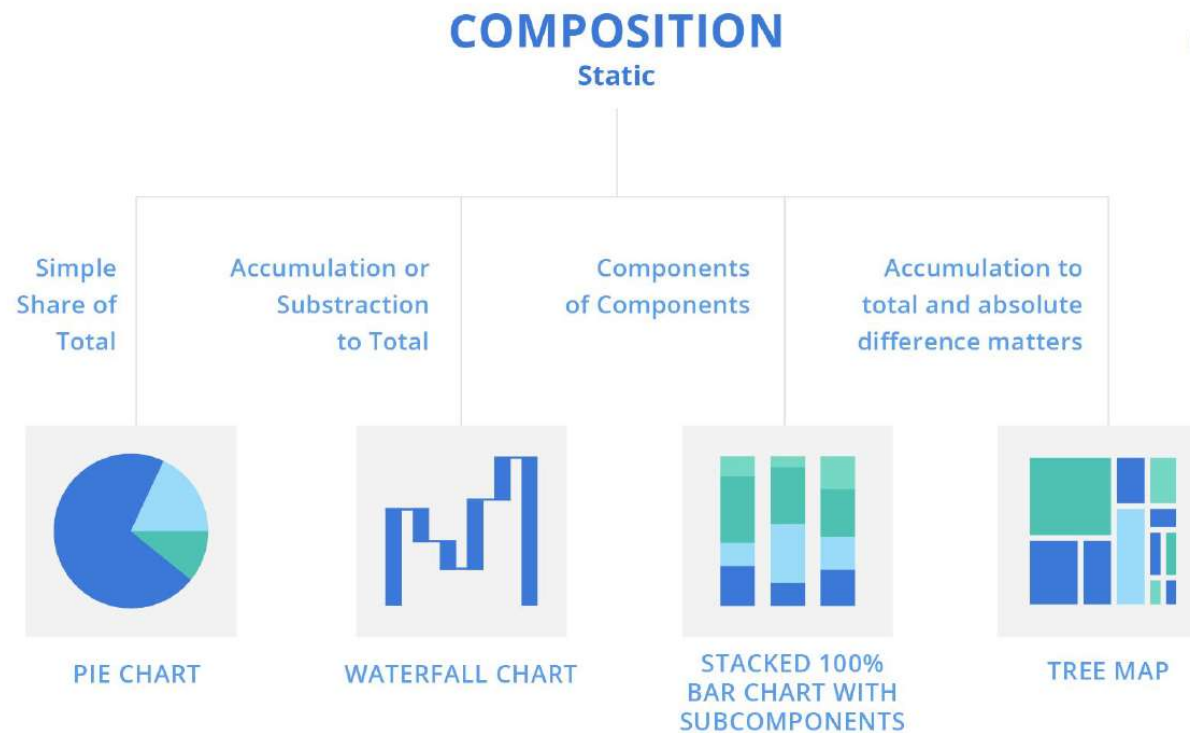 COMPOSITION
Static
Simple
Share of
Total
Accumulation or
Substraction
to Total
Components
of Components
Accumulation to
total and absolute
difference matters
PIE CHART
WATERFALL CHART
STACKED 100%
BAR CHART WITH
SUBCOMPONENTS
TREE MAP